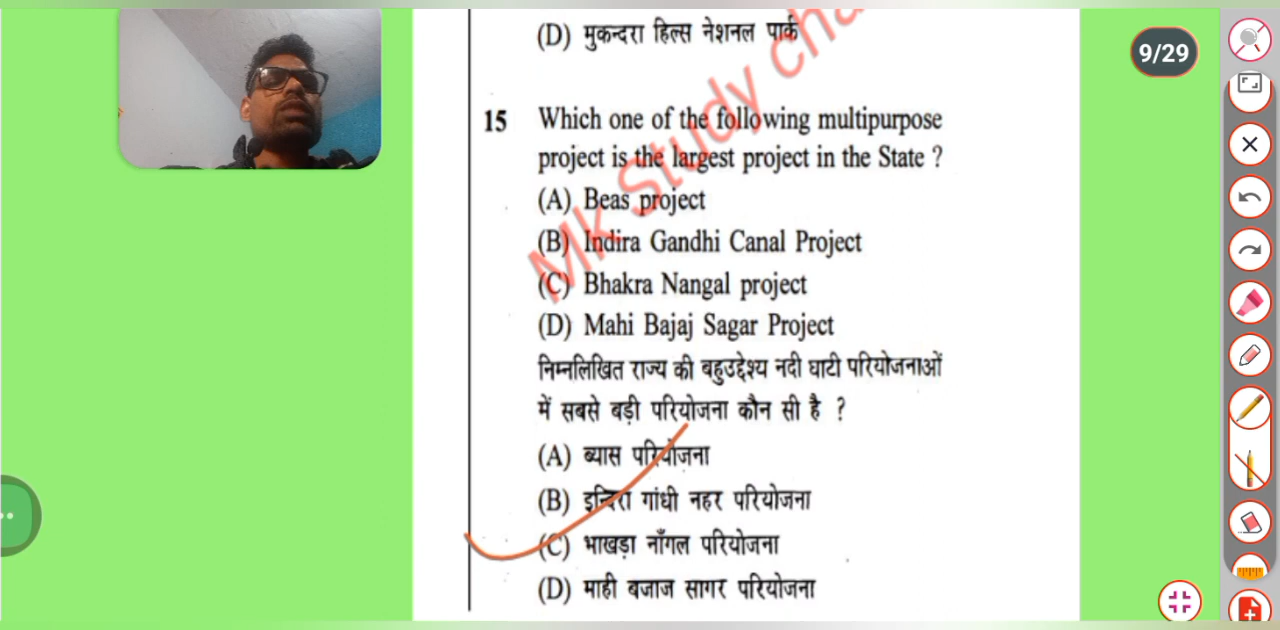 (D) मुकन्दरा हिल्स नेशनल पार्क
9/29
15 Which one of the following multipurpose
project is the largest project in the State ?
(A) Beas project
(B) Indira Gandhi Canal Project
(C) Bhakra Nangal project
(D) Mahi Bajaj Sagar Project
निम्नलिखित राज्य की बहुउद्देश्य नदी घाटी परियोजनाओं
में सबसे बड़ी परियोजना कौन सी है ?
(A) ब्यास परियोजना
(B) इन्दिरा गांधी नहर परियोजना
(C) भाखड़ा नाँगल परियोजना
(D) माही बजाज सागर परियोजना
Mk Study